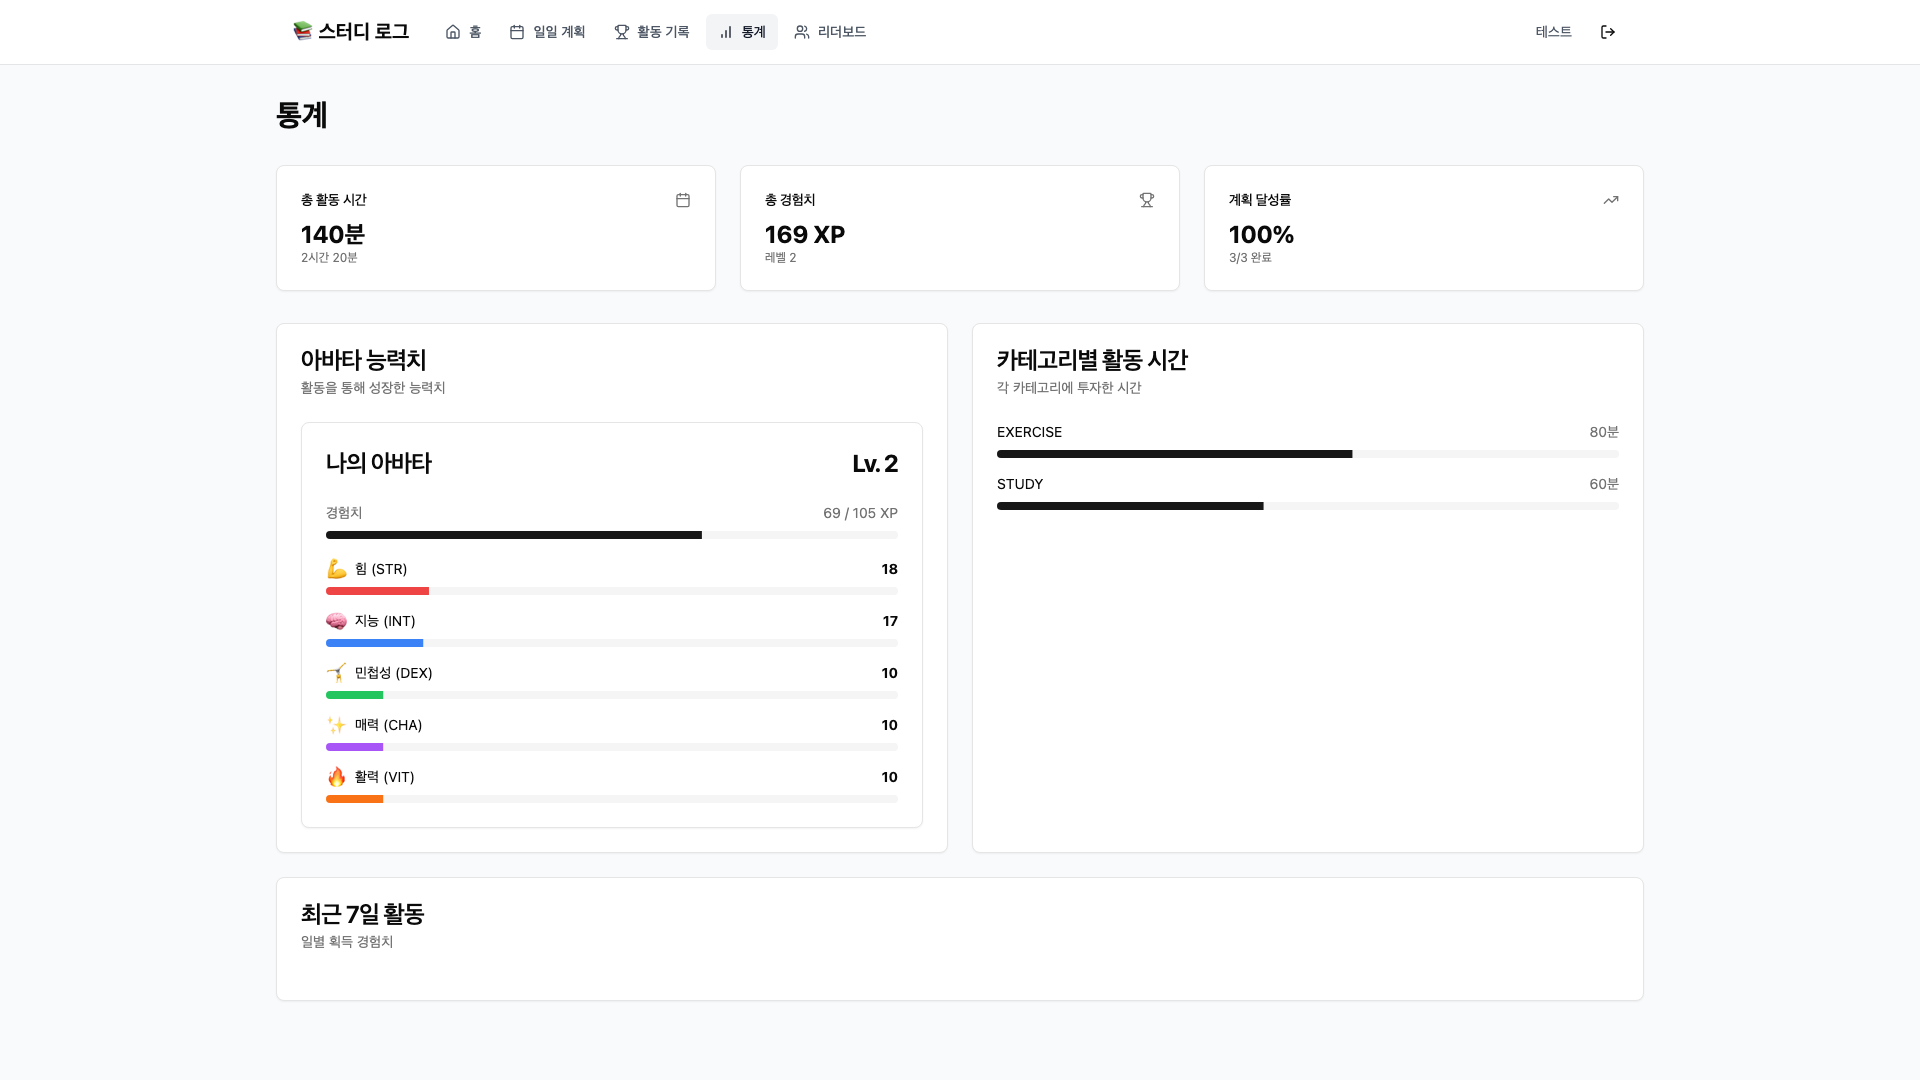 스터디 로그
홈
일일 계획
활동 기록
통계
리더보드
테스트
통계
총 활동 시간
140분
2시간 20분
총 경험치
169 XP
레벨 2
계획 달성률
100%
3/3 완료
아바타 능력치
활동을 통해 성장한 능력치
나의 아바타
Lv. 2
경험치
69 / 105 XP
힘 (STR)
18
지능 (INT)
17
민첩성 (DEX)
10
매력 (CHA)
10
활력 (VIT)
10
카테고리별 활동 시간
각 카테고리에 투자한 시간
EXERCISE
80분
STUDY
60분
최근 7일 활동
일별 획득 경험치